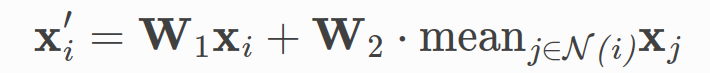 𝐱′ᵢ = 𝐖₁𝐱ᵢ + 𝐖₂ · mean_{j∈𝒩(i)}𝐱ⱼ